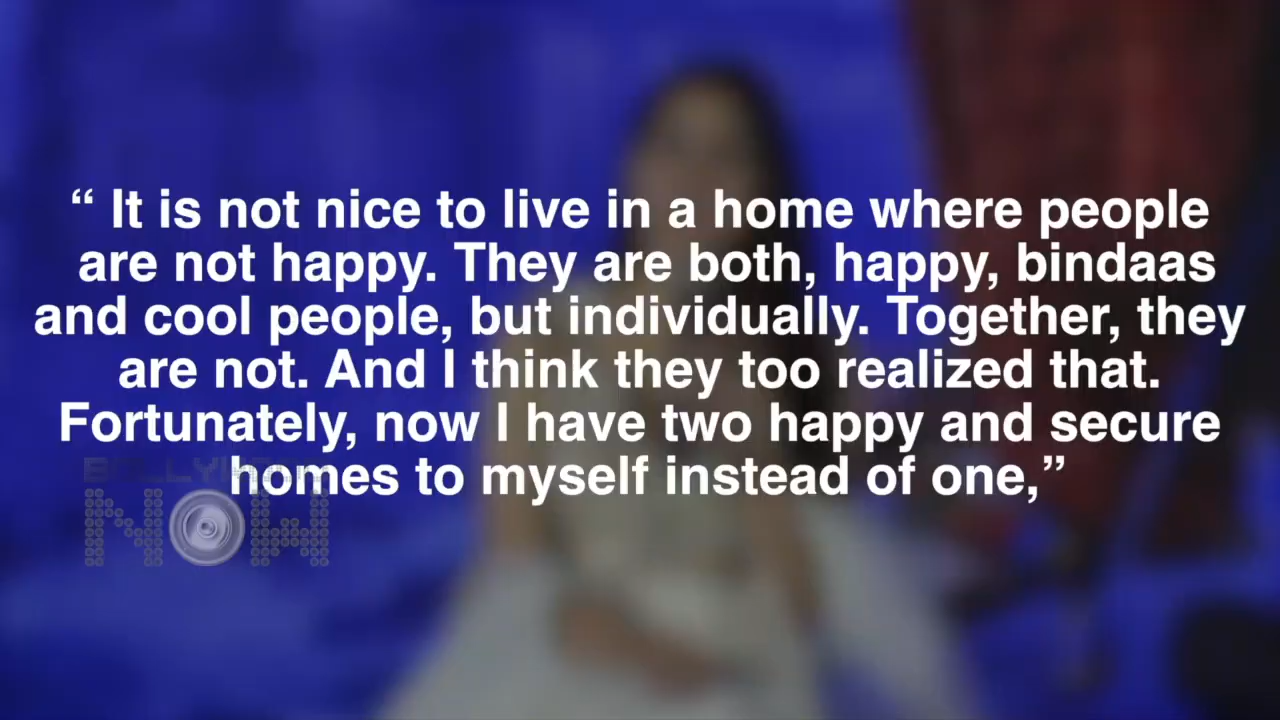 “ It is not nice to live in a home where people
are not happy. They are both, happy, bindaas
and cool people, but individually. Together, they
are not. And I think they too realized that.
Fortunately, now I have two happy and secure
homes to myself instead of one,”
NOW